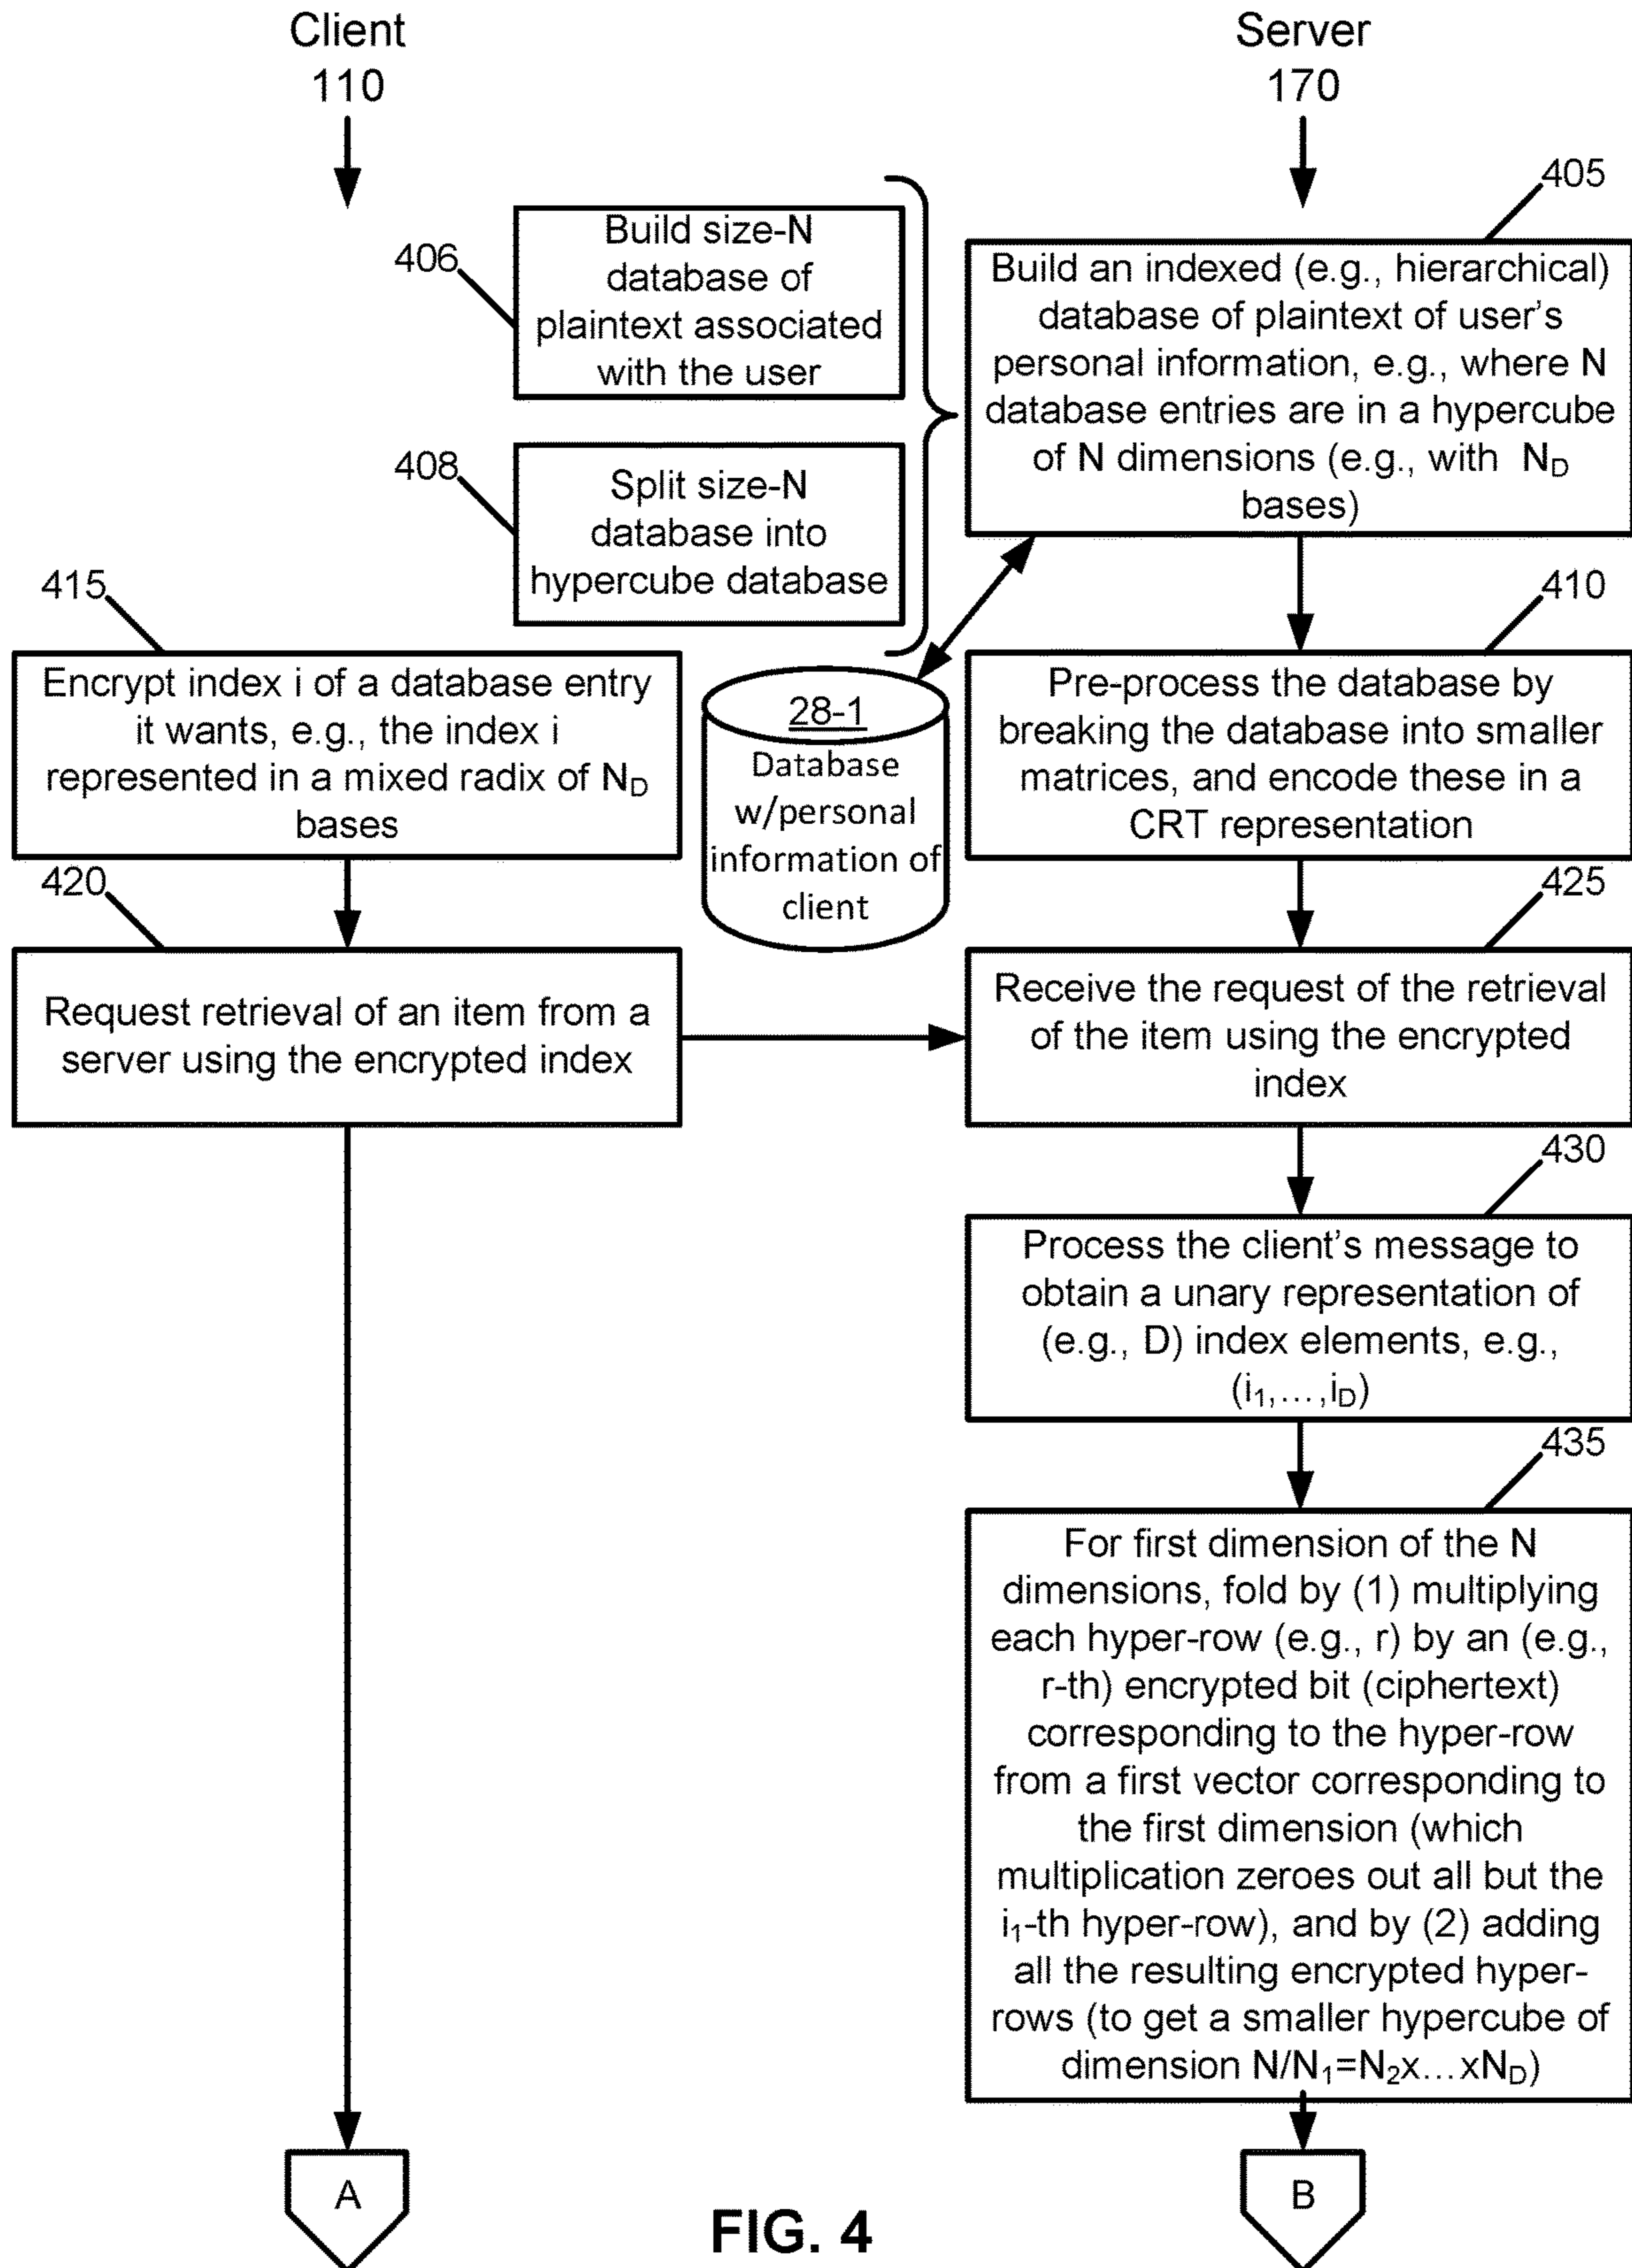 Client
110
Server
170
405
406
Build size-N
database of
plaintext associated
with the user
Build an indexed (e.g., hierarchical)
database of plaintext of user's
personal information, e.g., where N
database entries are in a hypercube
of N dimensions (e.g., with N_D
bases)
408
Split size-N
database into
hypercube database
415
410
Encrypt index i of a database entry
it wants, e.g., the index i
represented in a mixed radix of N_D
bases
28-1
Database
w/personal
information of
client
Pre-process the database by
breaking the database into smaller
matrices, and encode these in a
CRT representation
420
425
Request retrieval of an item from a
server using the encrypted index
Receive the request of the retrieval
of the item using the encrypted
index
430
Process the client's message to
obtain a unary representation of
(e.g., D) index elements, e.g.,
(i₁,...,i_D)
435
For first dimension of the N
dimensions, fold by (1) multiplying
each hyper-row (e.g., r) by an (e.g.,
r-th) encrypted bit (ciphertext)
corresponding to the hyper-row
from a first vector corresponding to
the first dimension (which
multiplication zeroes out all but the
i₁-th hyper-row), and by (2) adding
all the resulting encrypted hyper-
rows (to get a smaller hypercube of
dimension N/N₁=N₂x...xN_D)
A
B
FIG. 4